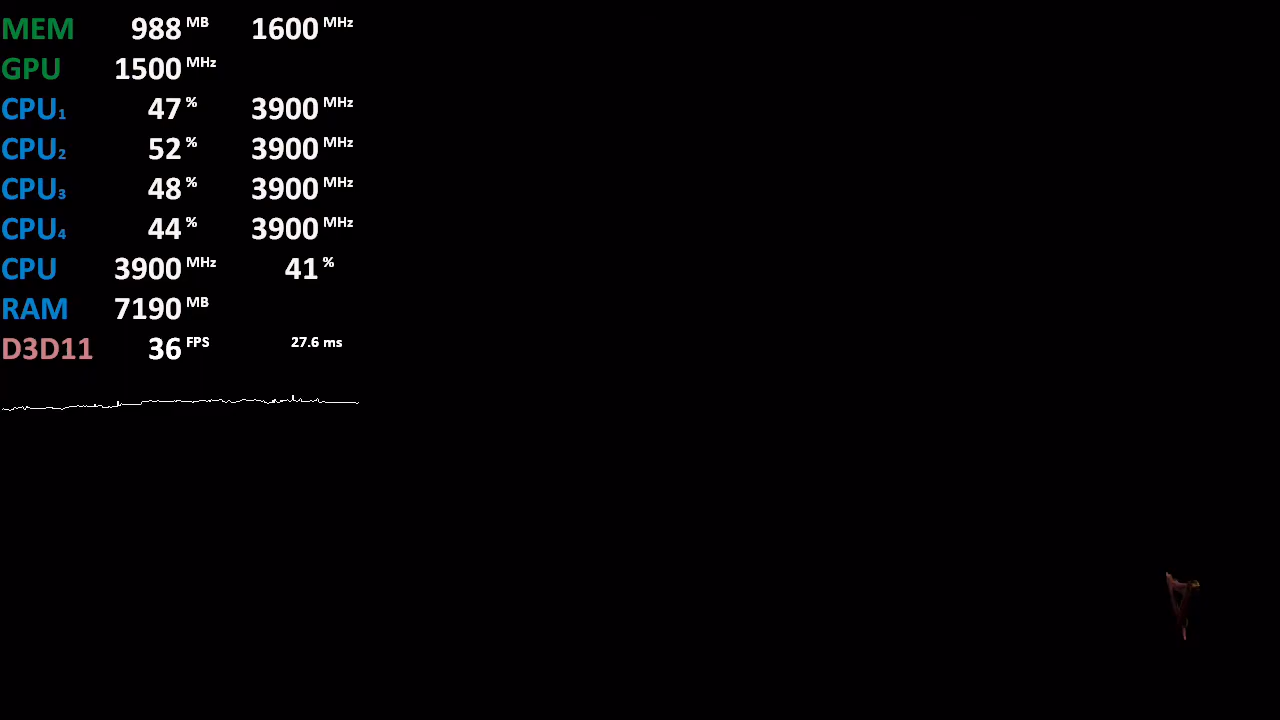 MEM 988 MB 1600 MHz
GPU 1500 MHz
CPU1 47 % 3900 MHz
CPU2 52 % 3900 MHz
CPU3 48 % 3900 MHz
CPU4 44 % 3900 MHz
CPU 3900 MHz 41 %
RAM 7190 MB
D3D11 36 FPS 27.6 ms